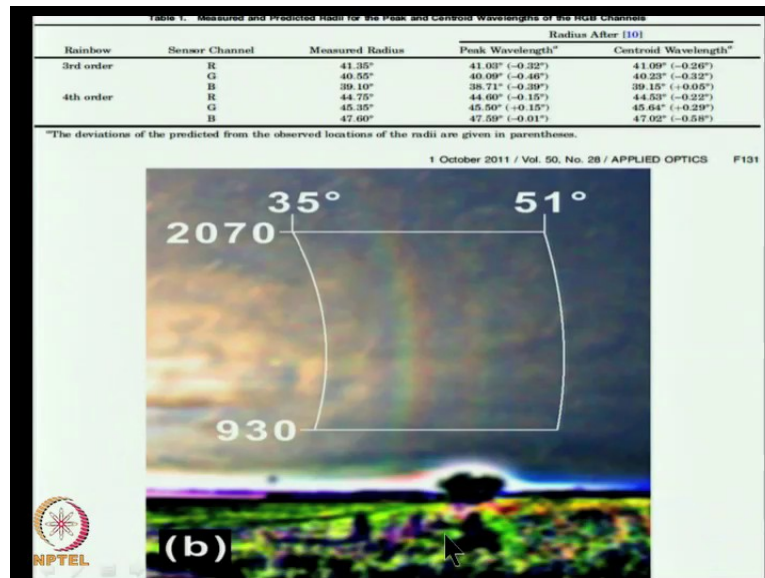 Table 1. Measured and Predicted Radii for the Peak and Centroid Wavelengths of the RGB Channels
Radius After [10]
Rainbow Sensor Channel Measured Radius Peak Wavelengthᵃ Centroid Wavelengthᵃ
3rd order R 41.35° 41.03° (−0.32°) 41.09° (−0.26°)
G 40.55° 40.09° (−0.46°) 40.23° (−0.32°)
B 39.10° 38.71° (−0.39°) 39.15° (+0.05°)
4th order R 44.75° 44.60° (−0.15°) 44.53° (−0.22°)
G 45.35° 45.50° (+0.15°) 45.64° (+0.29°)
B 47.60° 47.59° (−0.01°) 47.02° (−0.58°)
ᵃThe deviations of the predicted from the observed locations of the radii are given in parentheses.
1 October 2011 / Vol. 50, No. 28 / APPLIED OPTICS F131
35° 51°
2070
930
(b)
NPTEL